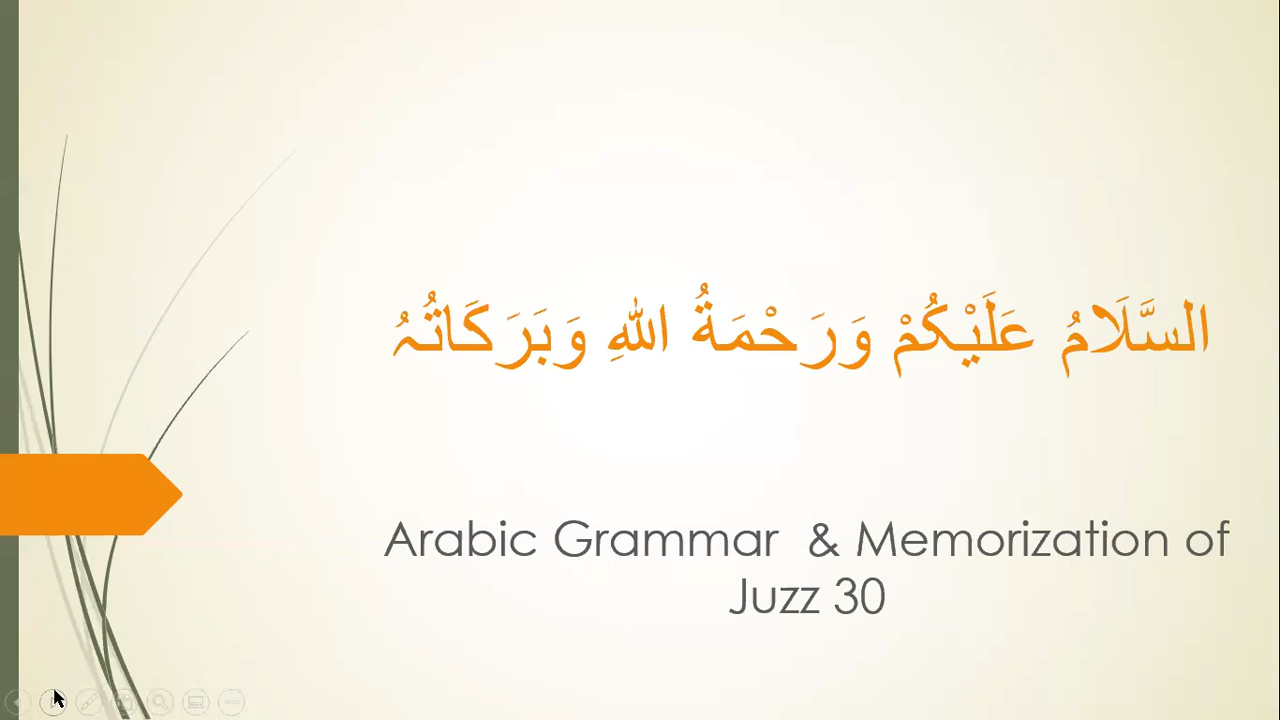 السَّلَامُ عَلَيْكُمْ وَرَحْمَةُ اللهِ وَبَرَكَاتُہُ
Arabic Grammar & Memorization of
Juzz 30